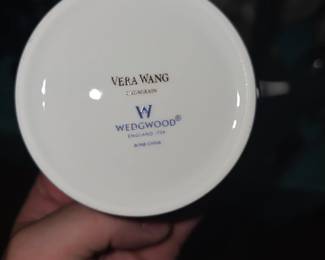 VERA WANG
W
WEDGWOOD®
ENGLAND 1759
BONE CHINA